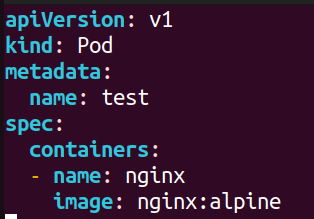 apiVersion: v1
kind: Pod
metadata:
  name: test
spec:
  containers:
  - name: nginx
    image: nginx:alpine